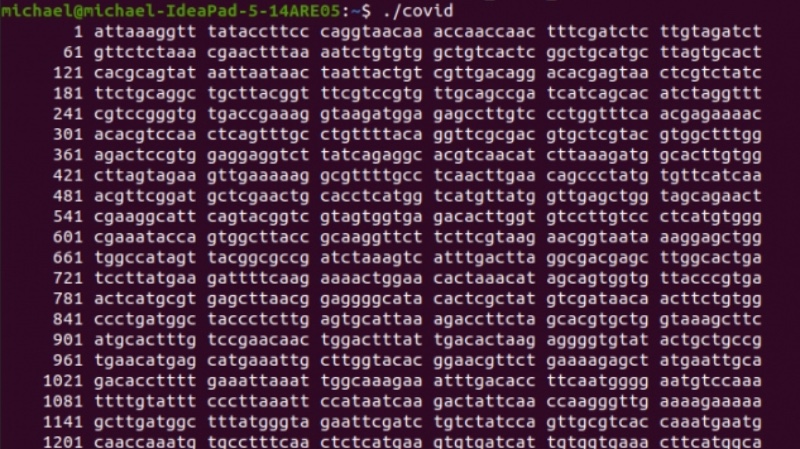 michael@michael-IdeaPad-5-14ARE05:~$ ./covid
1 attaaaggtt tataccttcc caggtaacaa accaaccaac tttcgatctc ttgtagatct
61 gttctctaaa cgaactttaa aatctgtgtg gctgtcactc ggctgcatgc ttagtgcact
121 cacgcagtat aattaataac taattactgt cgttgacagg acacgagtaa ctcgtctatc
181 ttctgcaggc tgcttacggt ttcgtccgtg ttgcagccga tcatcagcac atctaggttt
241 cgtccgggtg tgaccgaaag gtaagatgga gagccttgtc cctggtttca acgagaaaac
301 acacgtccaa ctcagtttgc ctgttttaca ggttcgcgac gtgctcgtac gtggctttgg
361 agactccgtg gaggaggtct tatcagaggc acgtcaacat cttaaagatg gcacttgtgg
421 cttagtagaa gttgaaaaag gcgttttgcc tcaacttgaa cagccctatg tgttcatcaa
481 acgttcggat gctcgaactg cacctcatgg tcatgttatg gttgagctgg tagcagaact
541 cgaaggcatt cagtacggtc gtagtggtga gacacttggt gtccttgtcc ctcatgtggg
601 cgaaatacca gtggcttacc gcaaggttct tcttcgtaag aacggtaata aaggagctgg
661 tggccatagt tacggcgccg atctaaagtc atttgactta ggcgacgagc ttggcactga
721 tccttatgaa gattttcaag aaaactggaa cactaaacat agcagtggtg ttacccgtga
781 actcatgcgt gagcttaacg gaggggcata cactcgctat gtcgataaca acttctgtgg
841 ccctgatggc taccctcttg agtgcattaa agaccttcta gcacgtgctg gtaaagcttc
901 atgcactttg tccgaacaac tggactttat tgacactaag aggggtgtat actgctgccg
961 tgaacatgag catgaaattg cttggtacac ggaacgttct gaaaagagct atgaattgca
1021 gacacctttt gaaattaaat tggcaaagaa atttgacacc ttcaatgggg aatgtccaaa
1081 ttttgtattt cccttaaatt ccataatcaa gactattcaa ccaagggttg aaaagaaaaa
1141 gcttgatggc tttatgggta gaattcgatc tgtctatcca gttgcgtcac caaatgaatg
1201 caaccaaatg tgcctttcaa ctctcatgaa gtgtgatcat tgtggtgaaa cttcatggca